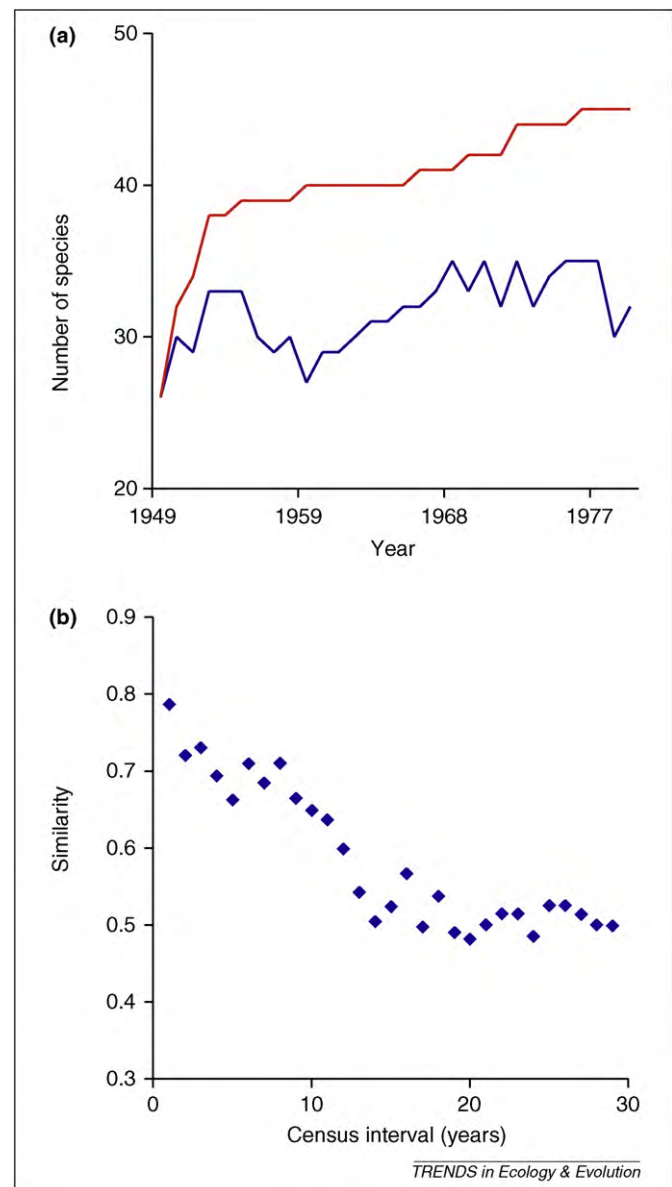 (a)
50
40
30
20
Number of species
1949
1959
1968
1977
Year
(b)
0.9
0.8
0.7
0.6
0.5
0.4
0.3
Similarity
0
10
20
30
Census interval (years)
TRENDS in Ecology & Evolution